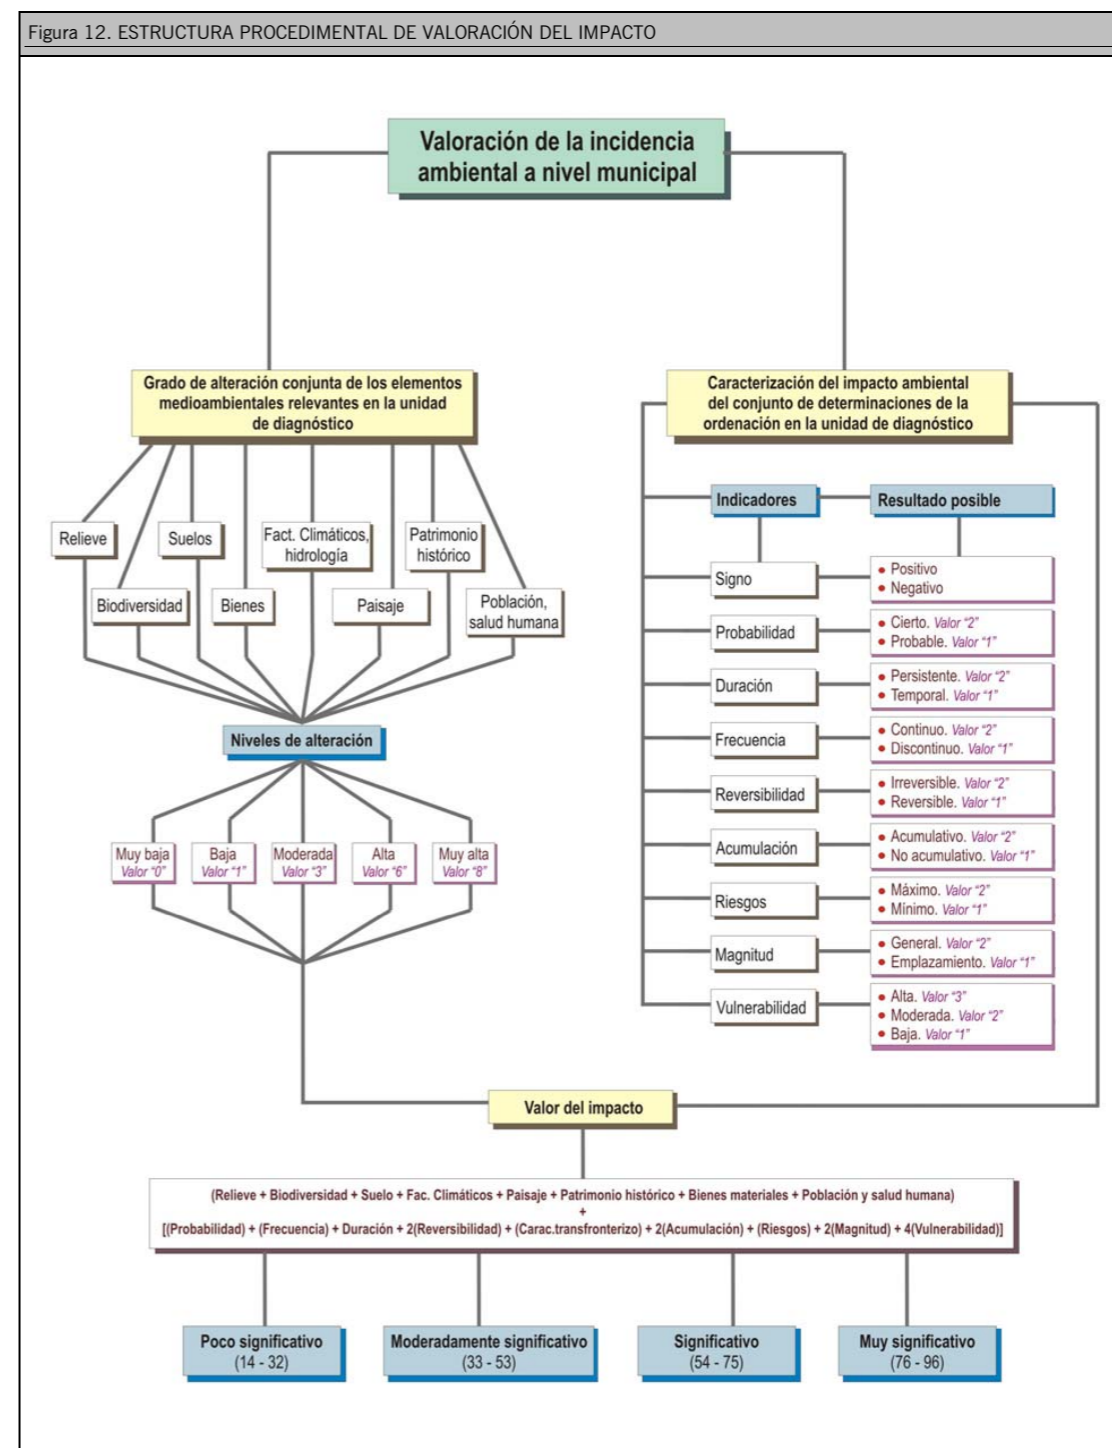 Figura 12. ESTRUCTURA PROCEDIMENTAL DE VALORACIÓN DEL IMPACTO
Valoración de la incidencia
ambiental a nivel municipal
Grado de alteración conjunta de los elementos
medioambientales relevantes en la unidad
de diagnóstico
Relieve
Suelos
Fact. Climáticos,
hidrología
Patrimonio
histórico
Biodiversidad
Bienes
Paisaje
Población,
salud humana
Niveles de alteración
Muy baja
Valor “0”
Baja
Valor “1”
Moderada
Valor “3”
Alta
Valor “6”
Muy alta
Valor “8”
Caracterización del impacto ambiental
del conjunto de determinaciones de la
ordenación en la unidad de diagnóstico
Indicadores
Resultado posible
Signo
• Positivo
• Negativo
Probabilidad
• Cierto. Valor “2”
• Probable. Valor “1”
Duración
• Persistente. Valor “2”
• Temporal. Valor “1”
Frecuencia
• Continuo. Valor “2”
• Discontinuo. Valor “1”
Reversibilidad
• Irreversible. Valor “2”
• Reversible. Valor “1”
Acumulación
• Acumulativo. Valor “2”
• No acumulativo. Valor “1”
Riesgos
• Máximo. Valor “2”
• Mínimo. Valor “1”
Magnitud
• General. Valor “2”
• Emplazamiento. Valor “1”
Vulnerabilidad
• Alta. Valor “3”
• Moderada. Valor “2”
• Baja. Valor “1”
Valor del impacto
(Relieve + Biodiversidad + Suelo + Fac. Climáticos + Paisaje + Patrimonio histórico + Bienes materiales + Población y salud humana)
+
[(Probabilidad) + (Frecuencia) + Duración + 2(Reversibilidad) + (Carac.transfronterizo) + 2(Acumulación) + (Riesgos) + 2(Magnitud) + 4(Vulnerabilidad)]
Poco significativo
(14 - 32)
Moderadamente significativo
(33 - 53)
Significativo
(54 - 75)
Muy significativo
(76 - 96)